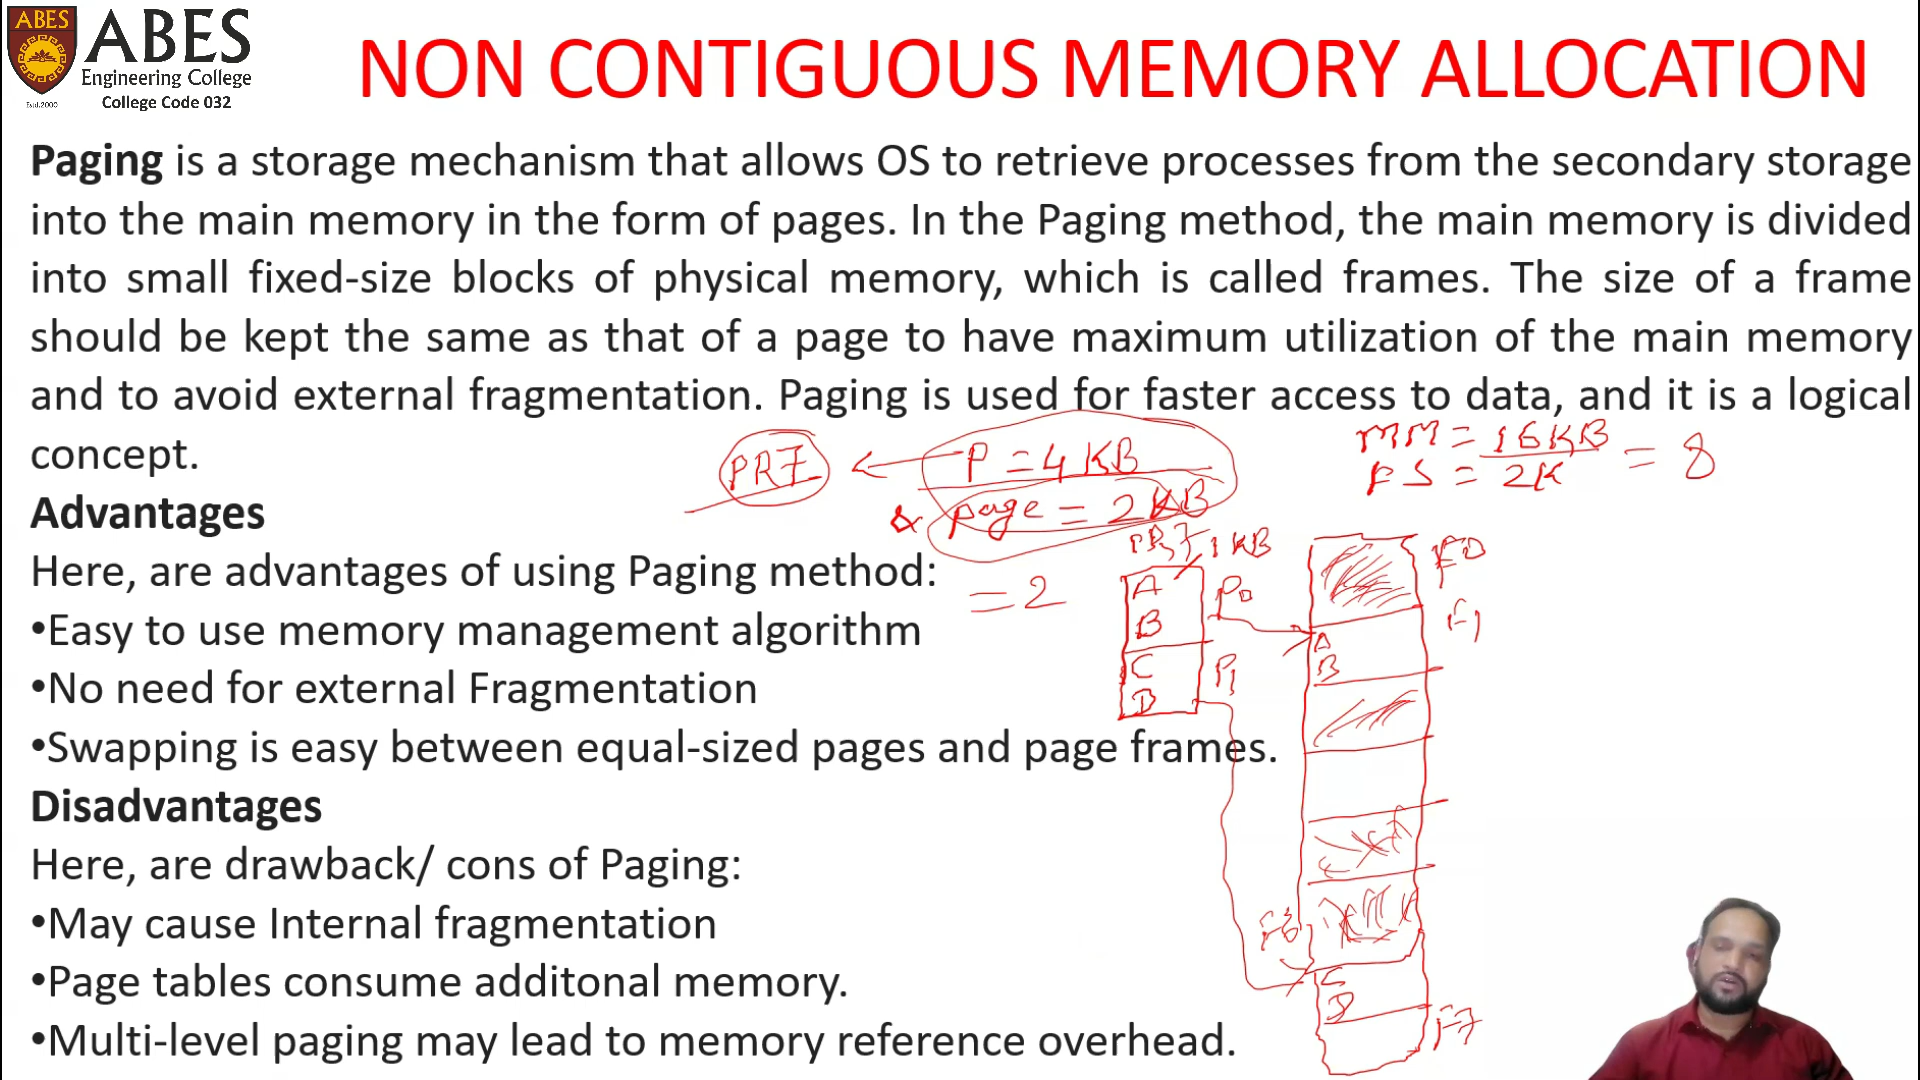 ABES
ABES
Engineering College
College Code 032
Estd.2000
NON CONTIGUOUS MEMORY ALLOCATION
Paging is a storage mechanism that allows OS to retrieve processes from the secondary storage
into the main memory in the form of pages. In the Paging method, the main memory is divided
into small fixed-size blocks of physical memory, which is called frames. The size of a frame
should be kept the same as that of a page to have maximum utilization of the main memory
and to avoid external fragmentation. Paging is used for faster access to data, and it is a logical
concept.
P = 4 KB
MM = 16KB
FS = 2K
= 8
& page = 2KB
Advantages
1 KB
F0
Here, are advantages of using Paging method:
= 2
A
P0
F1
•Easy to use memory management algorithm
B
A
B
•No need for external Fragmentation
C
P1
D
•Swapping is easy between equal-sized pages and page frames.
Disadvantages
Here, are drawback/ cons of Paging:
•May cause Internal fragmentation
F6
•Page tables consume additonal memory.
C
D
•Multi-level paging may lead to memory reference overhead.
F7